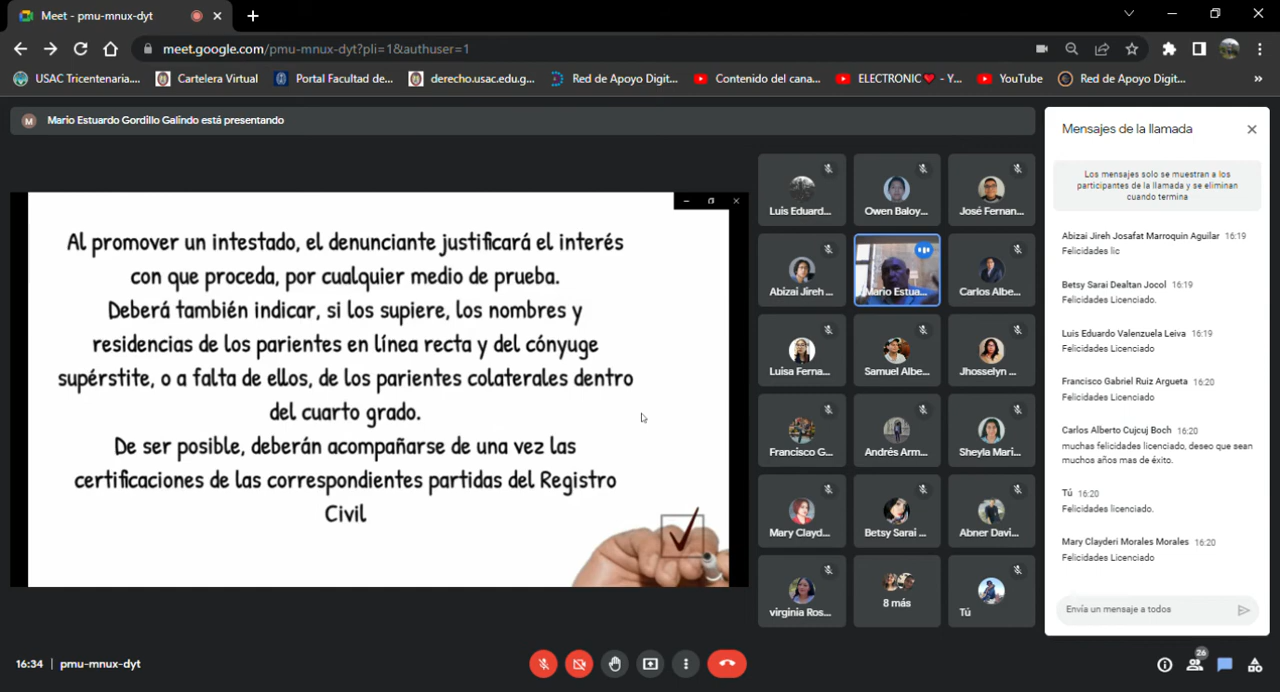 Meet - pmu-mnux-dyt
meet.google.com/pmu-mnux-dyt?pli=1&authuser=1
USAC Tricentenaria....
Cartelera Virtual
Portal Facultad de...
derecho.usac.edu.g...
Red de Apoyo Digit...
Contenido del cana...
ELECTRONIC❤ - Y...
YouTube
Red de Apoyo Digit...
»
M
Mario Estuardo Gordillo Galindo está presentando
Al promover un intestado, el denunciante justificará el interés
con que proceda, por cualquier medio de prueba.
Deberá también indicar, si los supiere, los nombres y
residencias de los parientes en línea recta y del cónyuge
supérstite, o a falta de ellos, de los parientes colaterales dentro
del cuarto grado.
De ser posible, deberán acompañarse de una vez las
certificaciones de las correspondientes partidas del Registro
Civil
Luis Eduard...
Owen Baloy...
José Fernan...
Abizai Jireh ...
Mario Estua...
Carlos Albe...
Luisa Ferna...
Samuel Albe...
Jhosselyn ...
Francisco G...
Andrés Arm...
Sheyla Mari...
Mary Clayd...
Betsy Sarai ...
Abner Davi...
virginia Ros...
8 más
Tú
Mensajes de la llamada
Los mensajes solo se muestran a los
participantes de la llamada y se eliminan
cuando termina
Abizai Jireh Josafat Marroquin Aguilar 16:19
Felicidades lic
Betsy Sarai Dealtan Jocol 16:19
Felicidades Licenciado.
Luis Eduardo Valenzuela Leiva 16:19
Felicidades Licenciado
Francisco Gabriel Ruiz Argueta 16:20
Felicidades Licenciado
Carlos Alberto Cujcuj Boch 16:20
muchas felicidades licenciado, deseo que sean
muchos años mas de éxito.
Tú 16:20
Felicidades licenciado.
Mary Clayderi Morales Morales 16:20
Felicidades Licenciado
Envía un mensaje a todos
16:34 | pmu-mnux-dyt
26